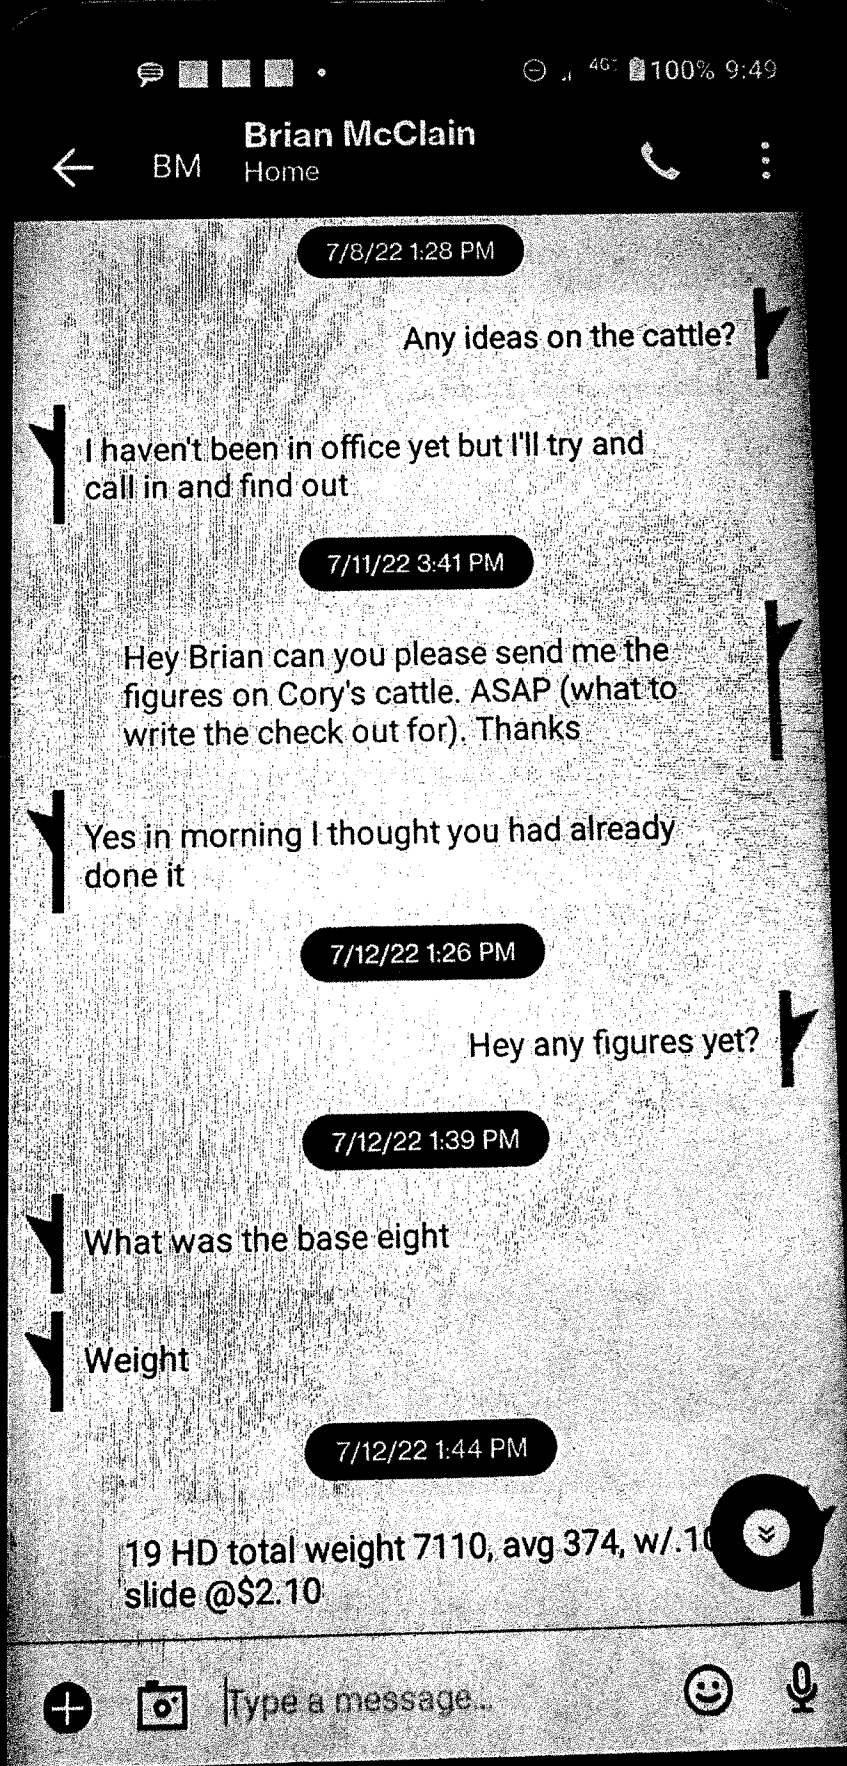 4G 100% 9:49
BM
Brian McClain
Home
7/8/22 1:28 PM
Any ideas on the cattle?
I haven't been in office yet but I'll try and
call in and find out
7/11/22 3:41 PM
Hey Brian can you please send me the
figures on Cory's cattle. ASAP (what to
write the check out for). Thanks
Yes in morning I thought you had already
done it
7/12/22 1:26 PM
Hey any figures yet?
7/12/22 1:39 PM
What was the base eight
Weight
7/12/22 1:44 PM
19 HD total weight 7110, avg 374, w/.10
slide @$2.10
Type a message...